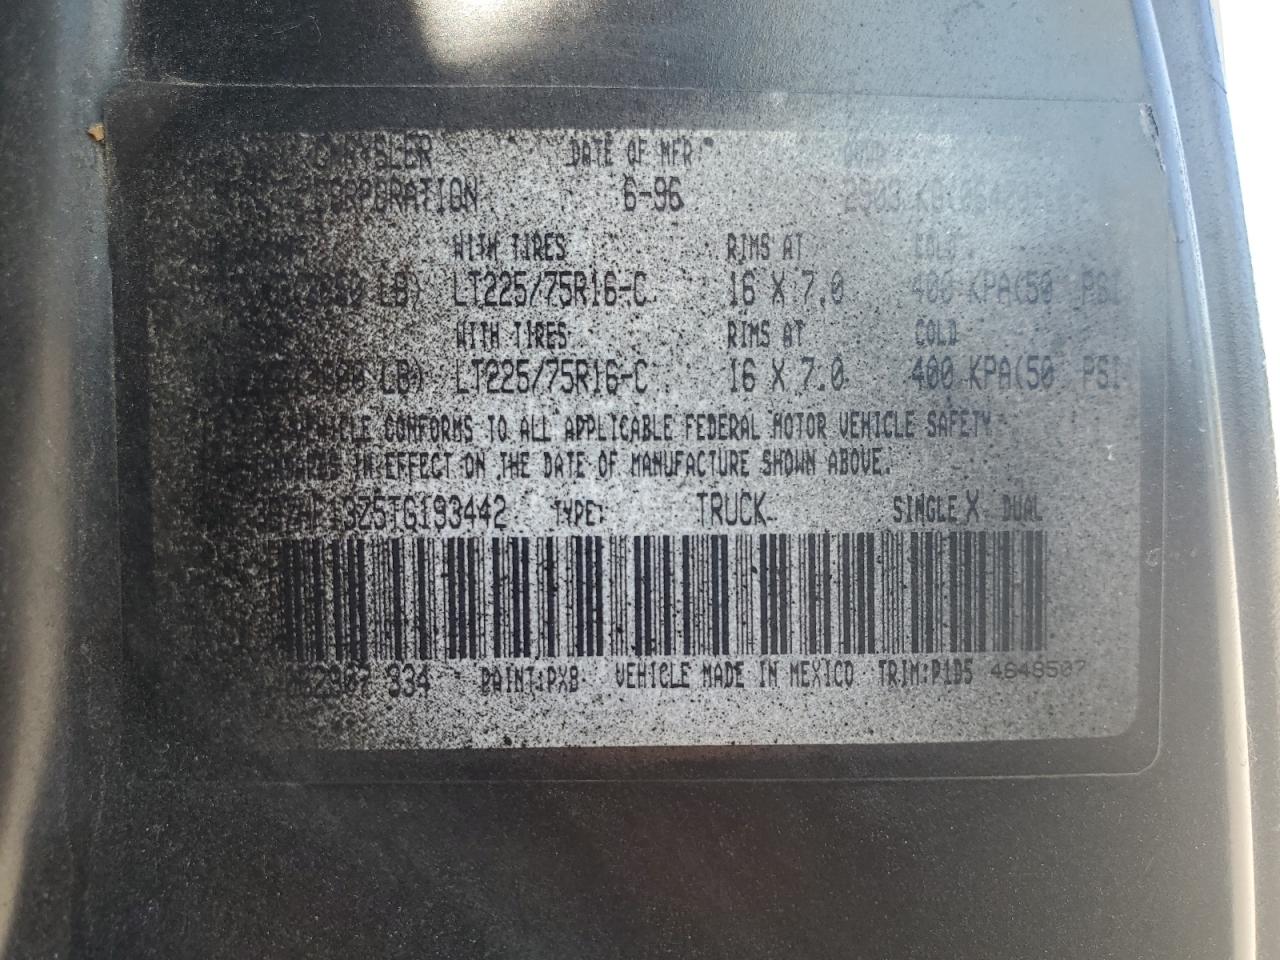 CHRYSLER DATE OF MFR
CORPORATION 6-96
WITH TIRES RIMS AT COLD
LB) LT225/75R16-C 16 X 7.0 400 KPA(50 PSI
WITH TIRES RIMS AT COLD
LB) LT225/75R16-C 16 X 7.0 400 KPA(50 PSI
VEHICLE CONFORMS TO ALL APPLICABLE FEDERAL MOTOR VEHICLE SAFETY
IN EFFECT ON THE DATE OF MANUFACTURE SHOWN ABOVE.
TYPE: TRUCK SINGLE X DUAL
334 PAINT:PX8 VEHICLE MADE IN MEXICO TRIM:P1D5 4648507